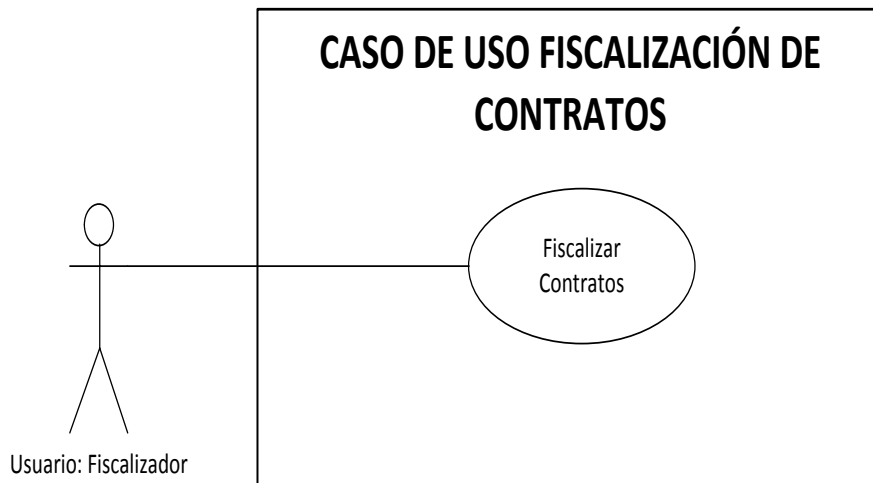 CASO DE USO FISCALIZACIÓN DE
CONTRATOS
Fiscalizar
Contratos
Usuario: Fiscalizador